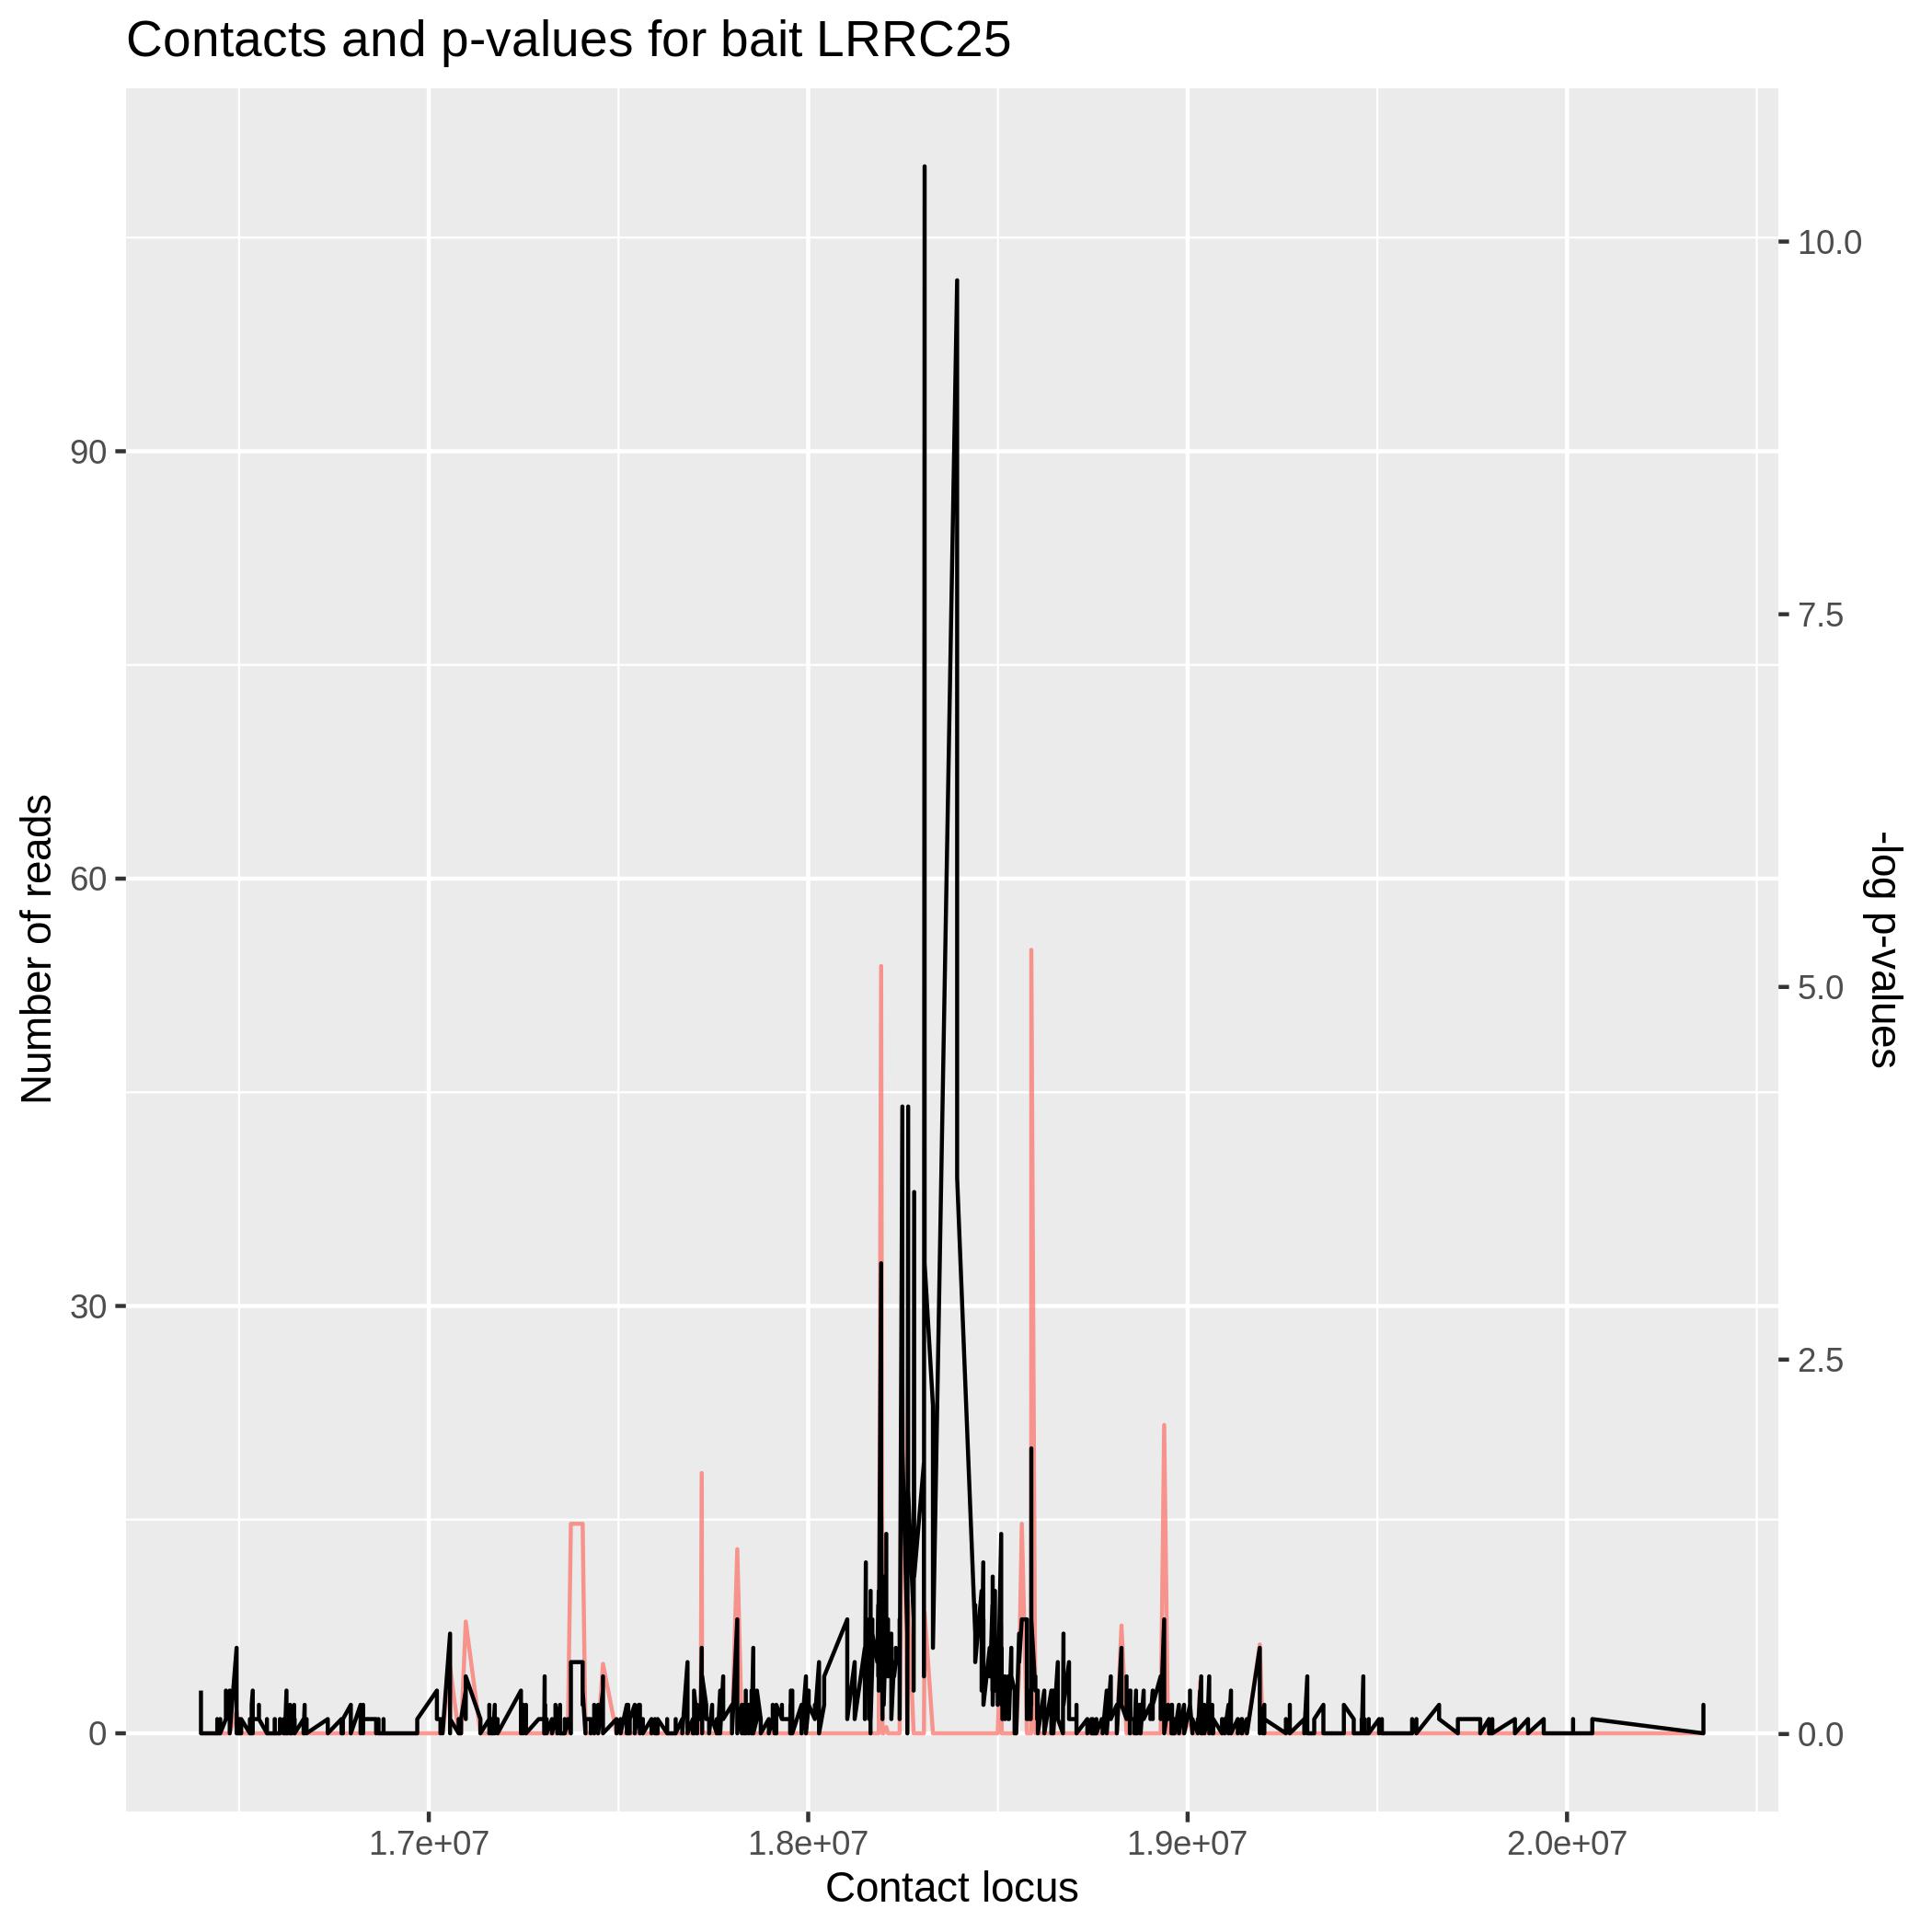 Contacts and p-values for bait LRRC25
Number of reads
90
60
30
0
10.0
7.5
5.0
2.5
0.0
-log p-values
1.7e+07
1.8e+07
1.9e+07
2.0e+07
Contact locus